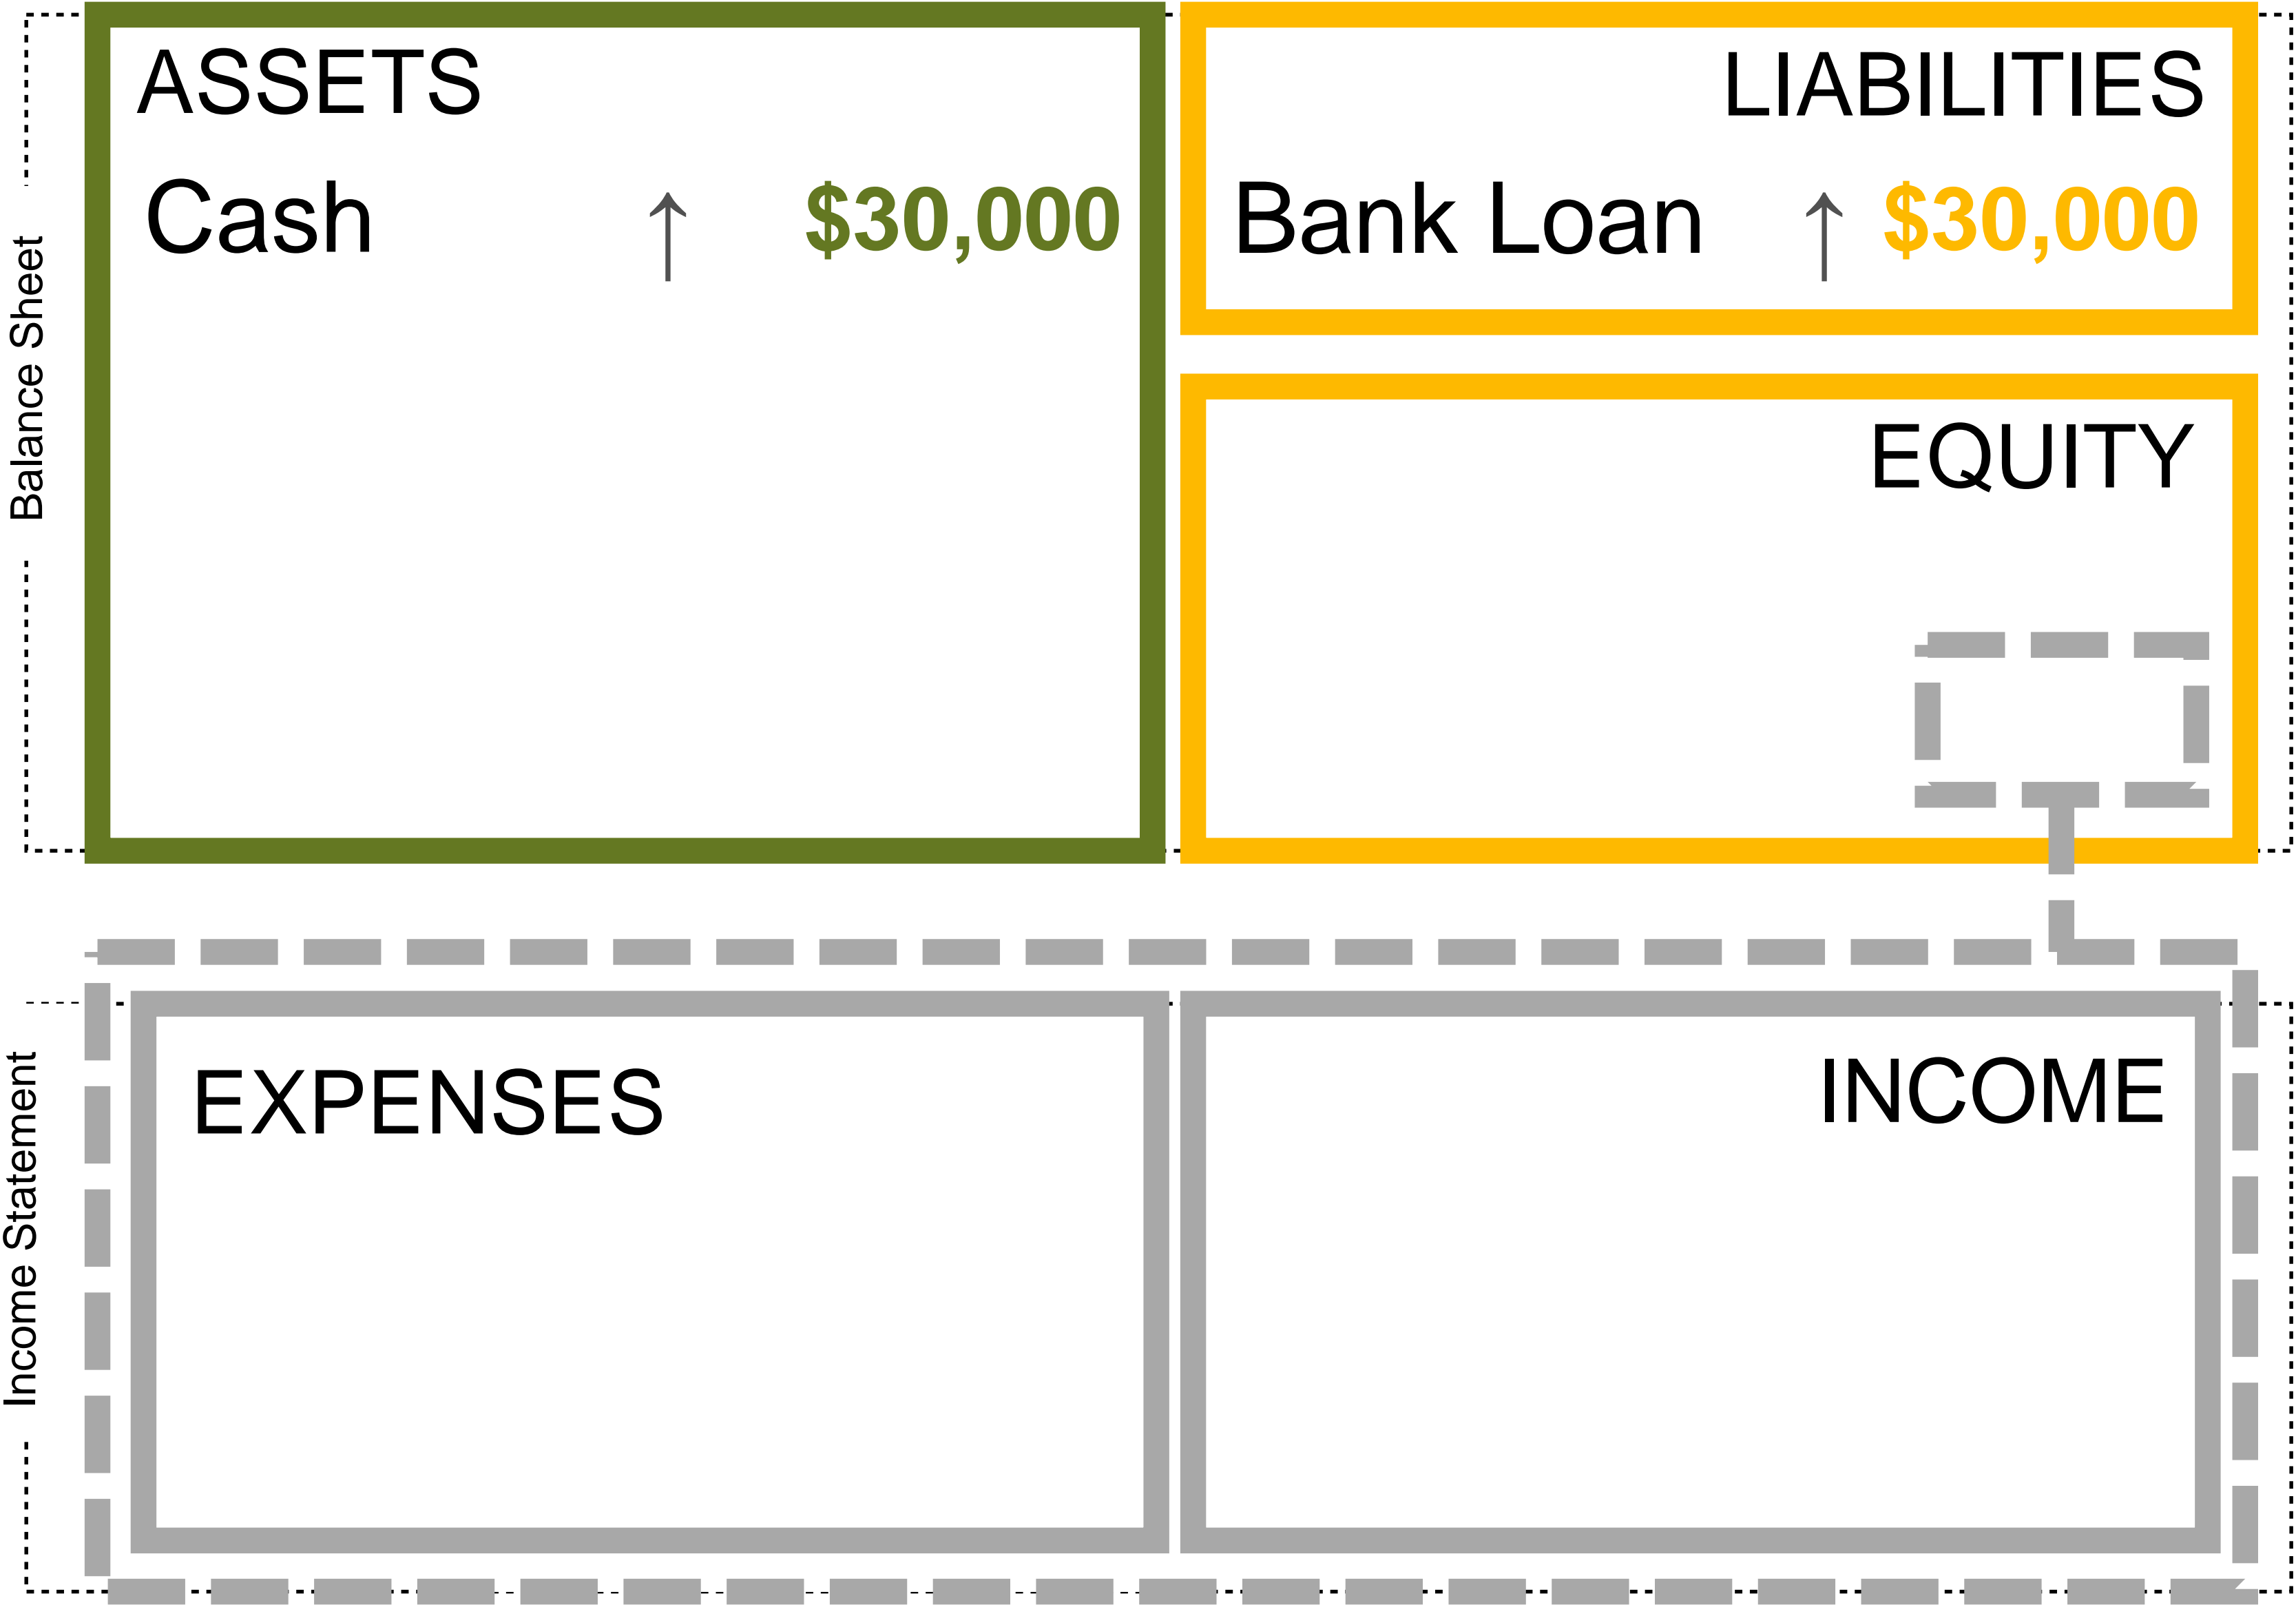 Balance Sheet
ASSETS
Cash ↑ $30,000
LIABILITIES
Bank Loan ↑ $30,000
EQUITY
Income Statement
EXPENSES
INCOME